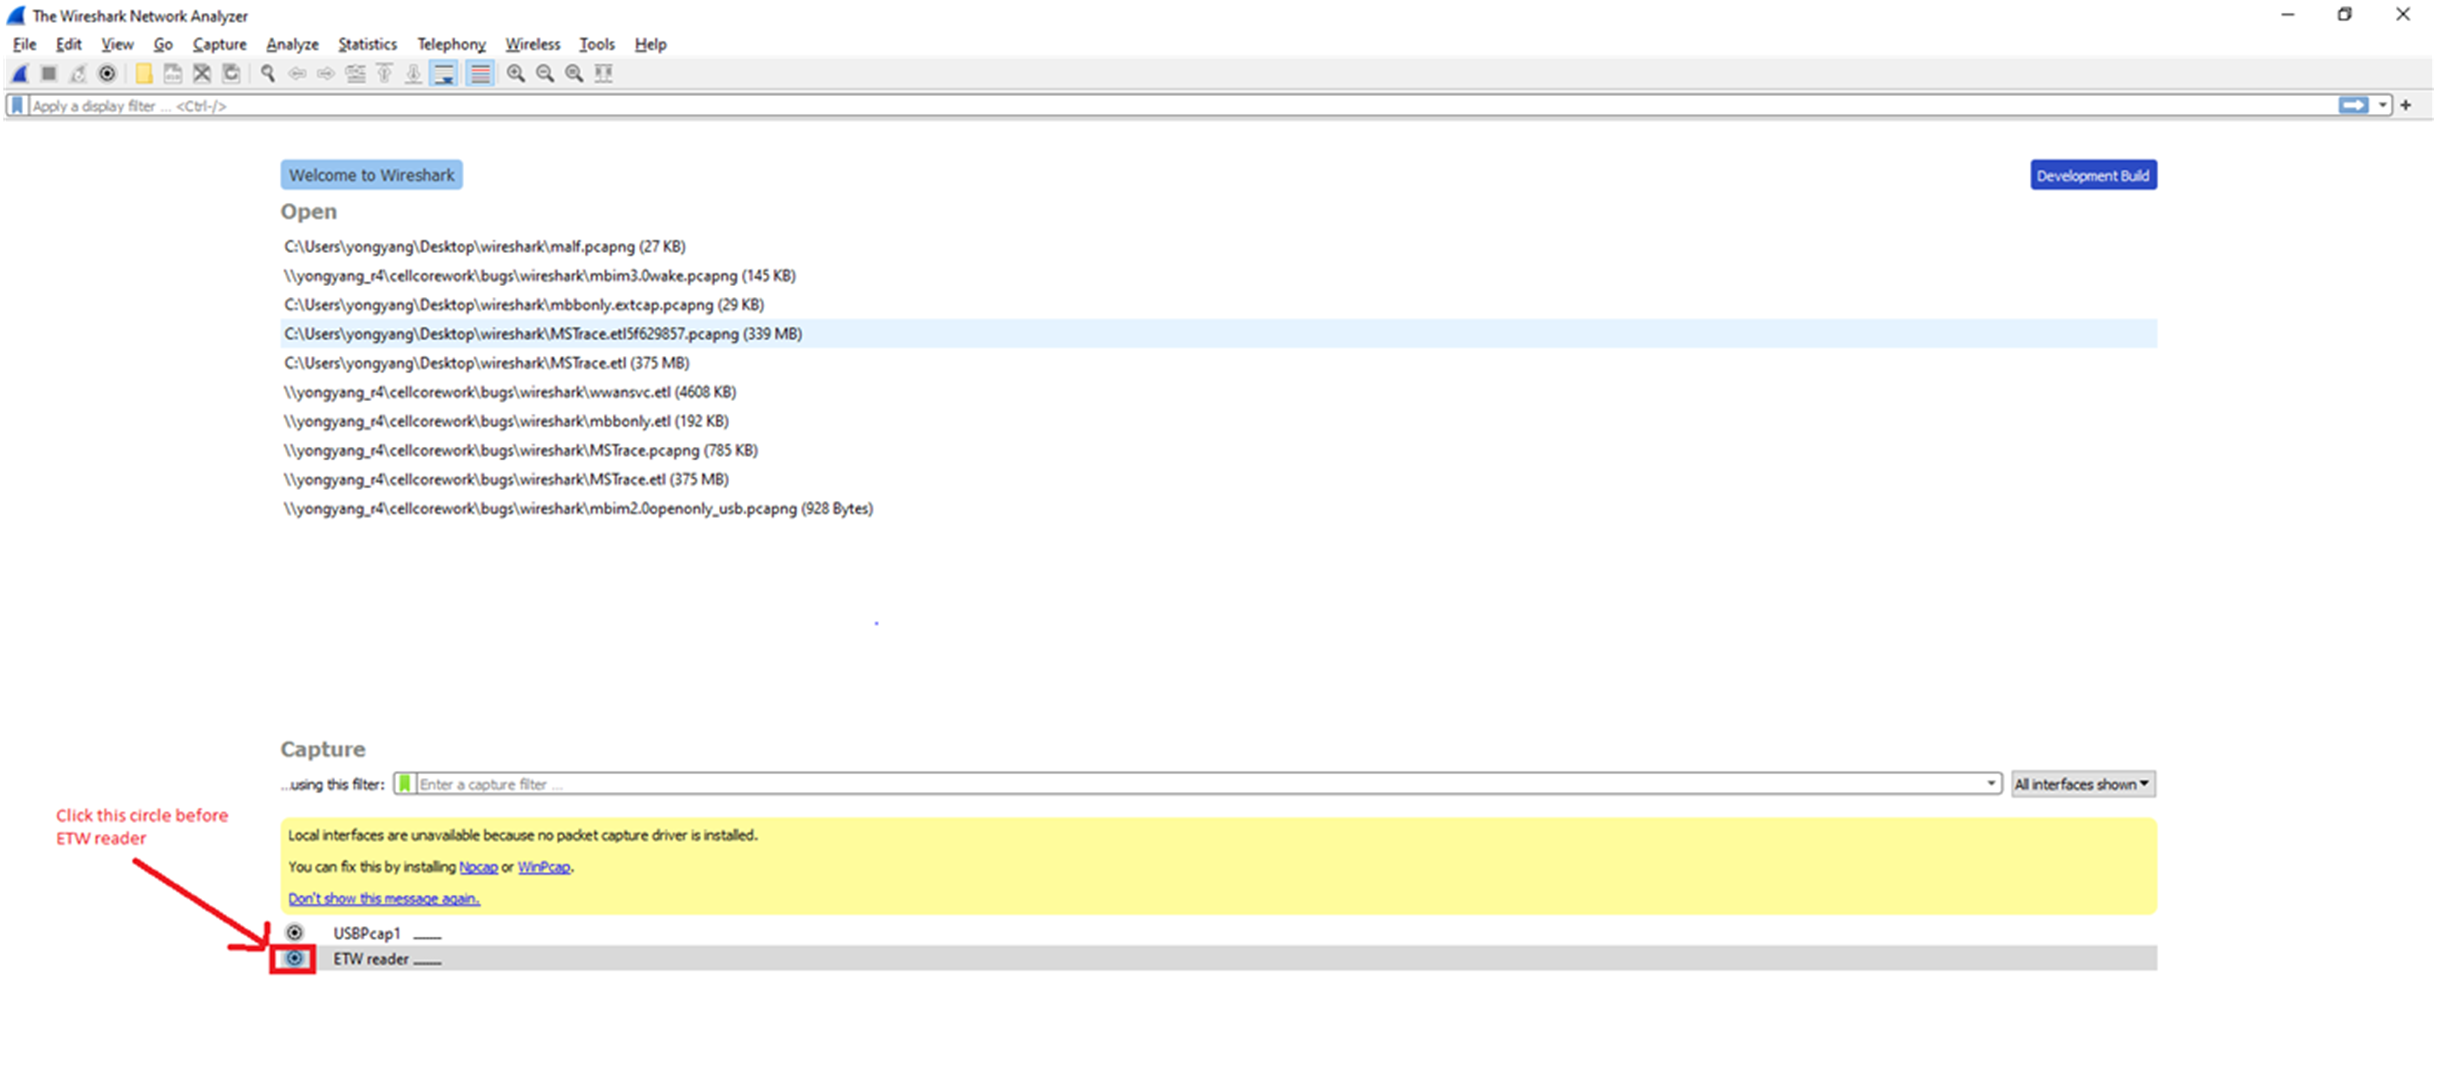 The Wireshark Network Analyzer
File Edit View Go Capture Analyze Statistics Telephony Wireless Tools Help
Apply a display filter ... <Ctrl-/>
Welcome to Wireshark
Development Build
Open
C:\Users\yongyang\Desktop\wireshark\malf.pcapng (27 KB)
\\yongyang_r4\cellcorework\bugs\wireshark\mbim3.0wake.pcapng (145 KB)
C:\Users\yongyang\Desktop\wireshark\mbbonly.extcap.pcapng (29 KB)
C:\Users\yongyang\Desktop\wireshark\MSTrace.etl5f629857.pcapng (339 MB)
C:\Users\yongyang\Desktop\wireshark\MSTrace.etl (375 MB)
\\yongyang_r4\cellcorework\bugs\wireshark\wwansvc.etl (4608 KB)
\\yongyang_r4\cellcorework\bugs\wireshark\mbbonly.etl (192 KB)
\\yongyang_r4\cellcorework\bugs\wireshark\MSTrace.pcapng (785 KB)
\\yongyang_r4\cellcorework\bugs\wireshark\MSTrace.etl (375 MB)
\\yongyang_r4\cellcorework\bugs\wireshark\mbim2.0openonly_usb.pcapng (928 Bytes)
Capture
...using this filter: Enter a capture filter ... All interfaces shown
Click this circle before
ETW reader
Local interfaces are unavailable because no packet capture driver is installed.
You can fix this by installing Npcap or WinPcap.
Don't show this message again.
USBPcap1
ETW reader